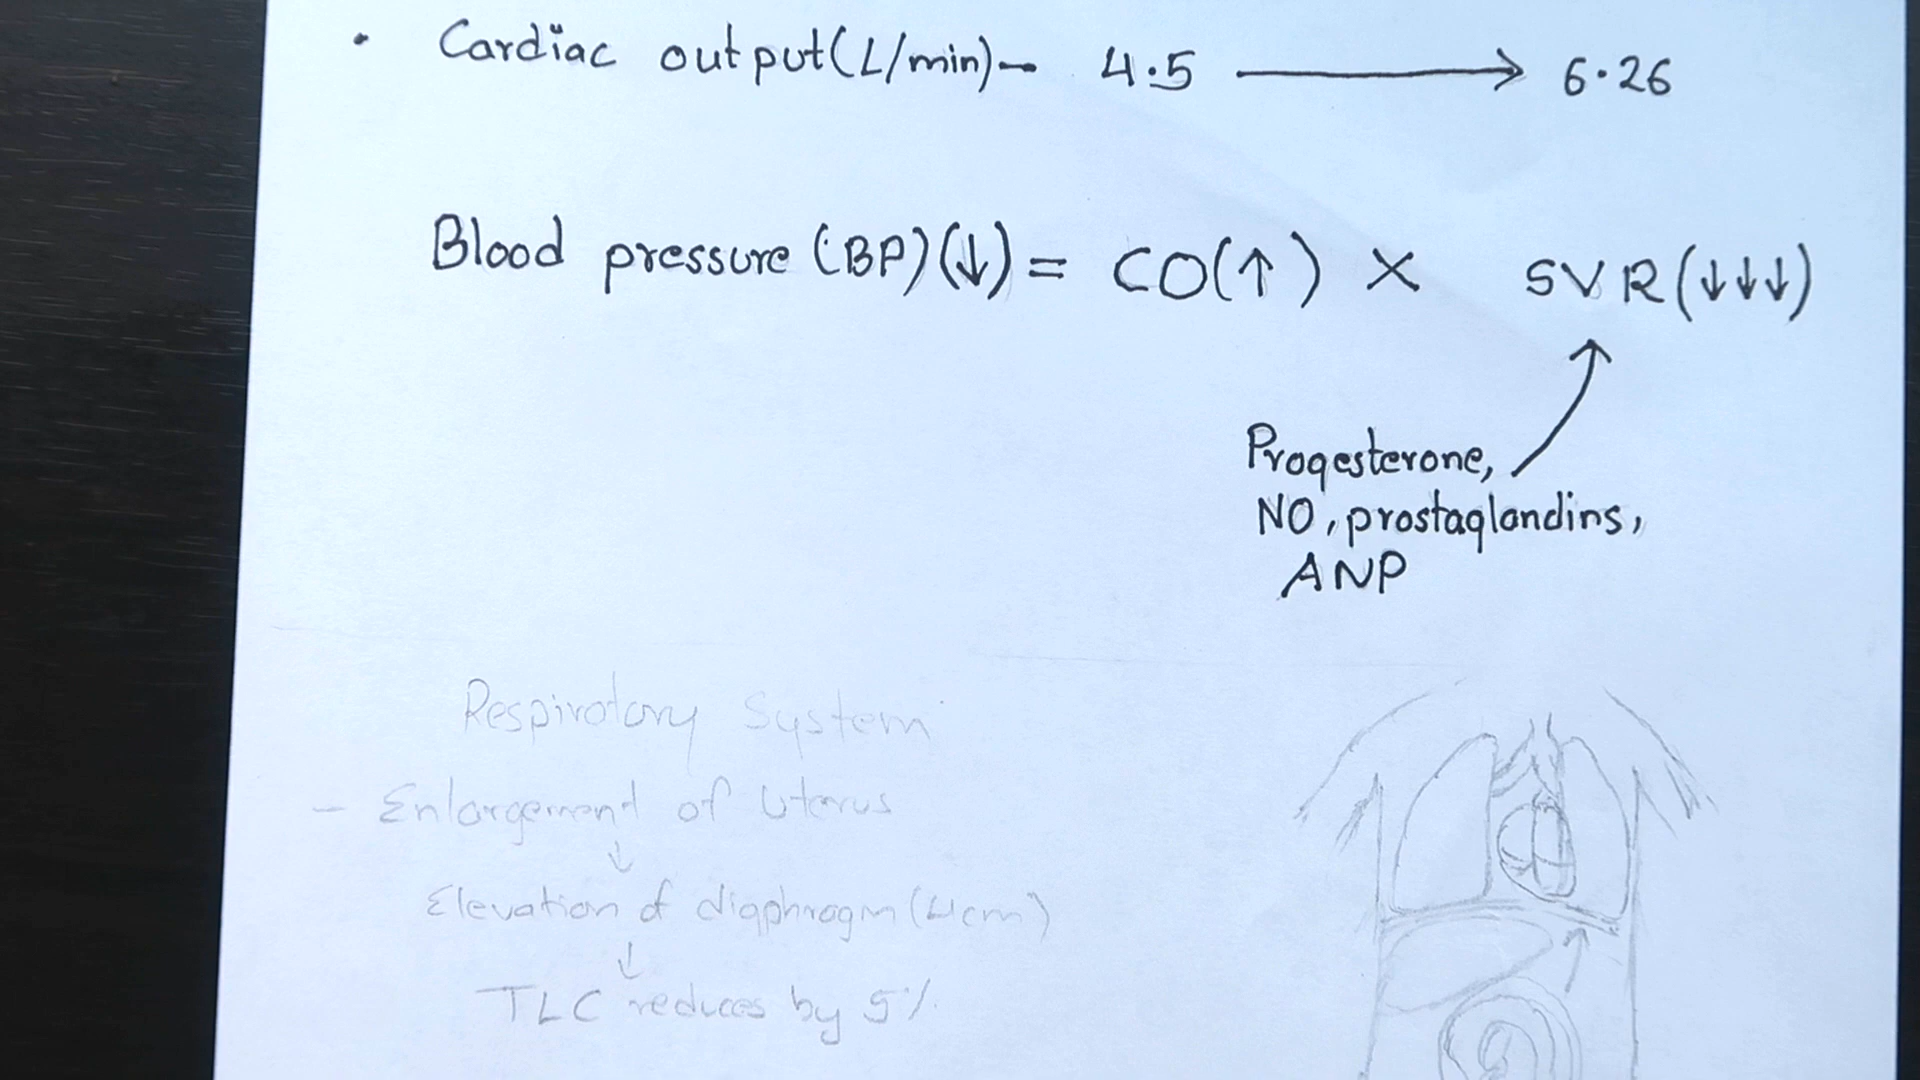 • Cardiac output(L/min)- 4.5 → 6.26
Blood pressure (BP)(↓) = CO(↑) × SVR(↓↓↓)
Progesterone,
NO, prostaglandins,
ANP
Respiratory System
- Enlargement of Uterus
↓
Elevation of diaphragm (4cm)
↓
TLC reduces by 5%